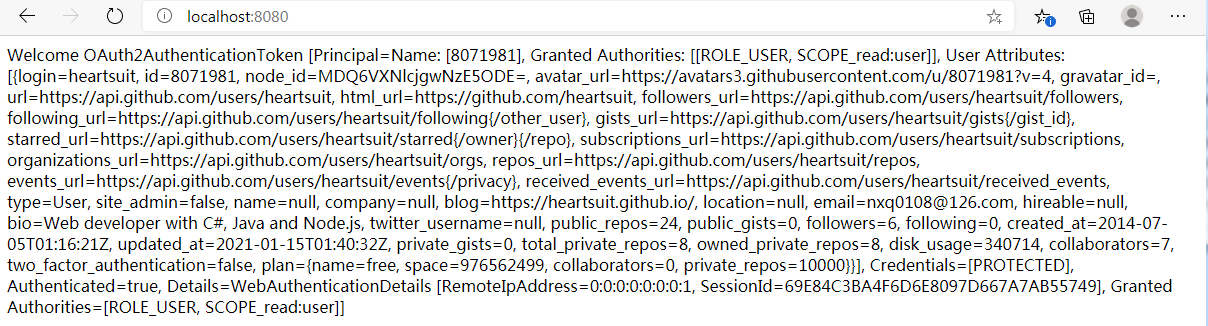 localhost:8080
Welcome OAuth2AuthenticationToken [Principal=Name: [8071981], Granted Authorities: [[ROLE_USER, SCOPE_read:user]], User Attributes:
[{login=heartsuit, id=8071981, node_id=MDQ6VXNlcjgwNzE5ODE=, avatar_url=https://avatars3.githubusercontent.com/u/8071981?v=4, gravatar_id=,
url=https://api.github.com/users/heartsuit, html_url=https://github.com/heartsuit, followers_url=https://api.github.com/users/heartsuit/followers,
following_url=https://api.github.com/users/heartsuit/following{/other_user}, gists_url=https://api.github.com/users/heartsuit/gists{/gist_id},
starred_url=https://api.github.com/users/heartsuit/starred{/owner}{/repo}, subscriptions_url=https://api.github.com/users/heartsuit/subscriptions,
organizations_url=https://api.github.com/users/heartsuit/orgs, repos_url=https://api.github.com/users/heartsuit/repos,
events_url=https://api.github.com/users/heartsuit/events{/privacy}, received_events_url=https://api.github.com/users/heartsuit/received_events,
type=User, site_admin=false, name=null, company=null, blog=https://heartsuit.github.io/, location=null, email=nxq0108@126.com, hireable=null,
bio=Web developer with C#, Java and Node.js, twitter_username=null, public_repos=24, public_gists=0, followers=6, following=0, created_at=2014-07-
05T01:16:21Z, updated_at=2021-01-15T01:40:32Z, private_gists=0, total_private_repos=8, owned_private_repos=8, disk_usage=340714, collaborators=7,
two_factor_authentication=false, plan={name=free, space=976562499, collaborators=0, private_repos=10000}}], Credentials=[PROTECTED],
Authenticated=true, Details=WebAuthenticationDetails [RemoteIpAddress=0:0:0:0:0:0:0:1, SessionId=69E84C3BA4F6D6E8097D667A7AB55749], Granted
Authorities=[ROLE_USER, SCOPE_read:user]]